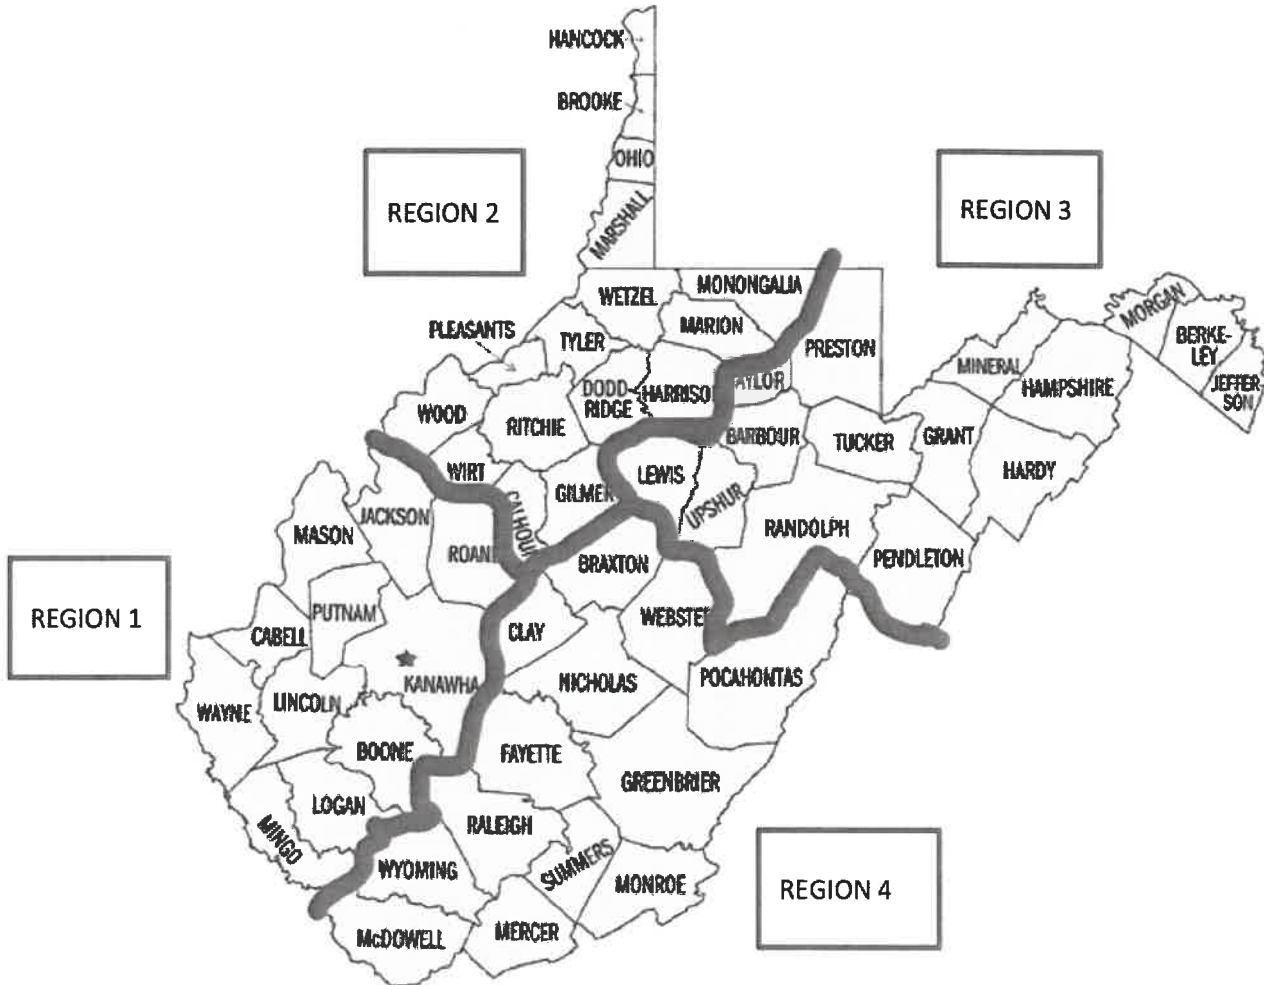 HANCOCK
BROOKE
OHIO
REGION 2
REGION 3
MARSHALL
WETZEL
MONONGALIA
MORGAN
PLEASANTS
TYLER
MARION
PRESTON
BERKE-
LEY
MINERAL
HAMPSHIRE
JEFFER
SON
DODD-
RIDGE
HARRISO
AYLOR
WOOD
RITCHIE
BARBOUR
TUCKER
GRANT
HARDY
WIRT
GILMER
LEWIS
CALHOUN
UPSHUR
JACKSON
MASON
ROANE
RANDOLPH
PENDLETON
BRAXTON
REGION 1
PUTNAM
CABELL
CLAY
WEBSTER
KANAWHA
NICHOLAS
POCAHONTAS
WAYNE
LINCOLN
BOONE
FAYETTE
GREENBRIER
LOGAN
MINGO
RALEIGH
WYOMING
SUMMERS
MONROE
REGION 4
McDOWELL
MERCER